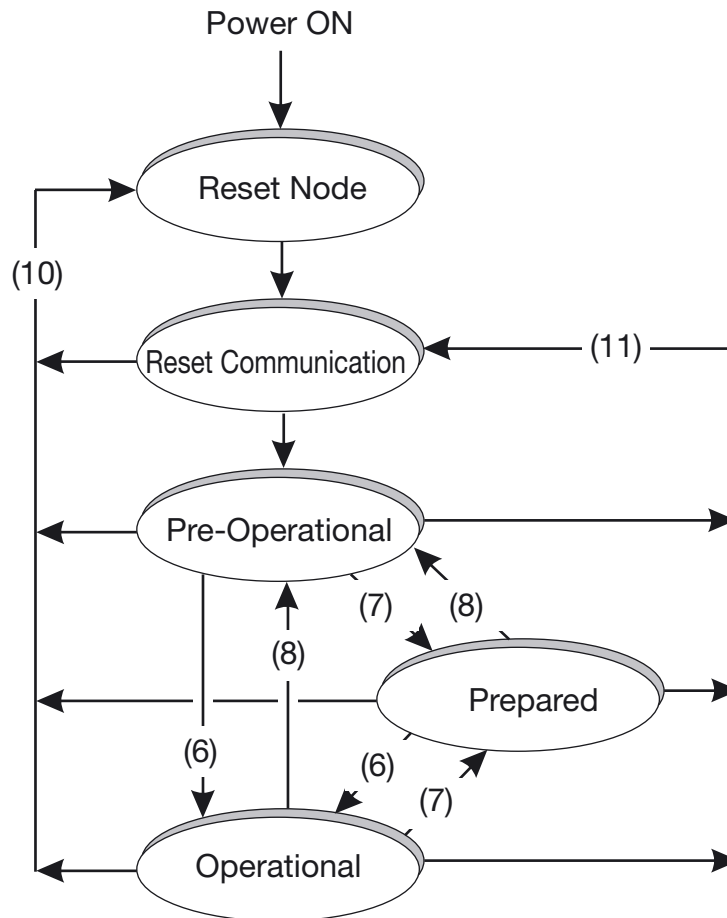 Power ON
Reset Node
(10)
Reset Communication
(11)
Pre-Operational
(7)
(8)
(8)
Prepared
(6)
(6)
(7)
Operational